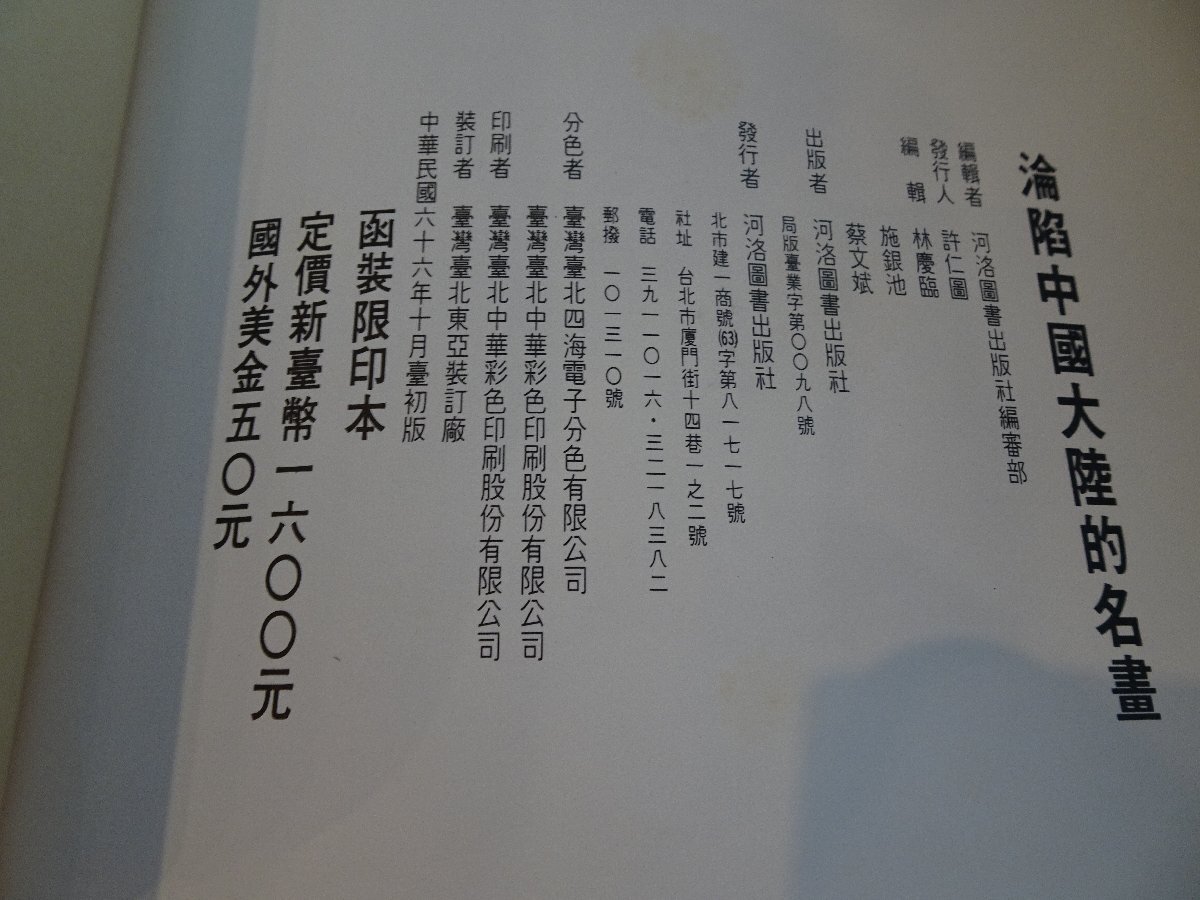 淪陷中國大陸的名畫
編輯者 河洛圖書出版社編審部
發行人 許仁圖
編輯 林慶臨
施銀池
蔡文斌
出版者 河洛圖書出版社
局版臺業字第〇〇九八號
發行者 河洛圖書出版社
北市建一商號(63)字第八一七一七號
社址 台北市廈門街十四巷一之二號
電話 三九一一〇一六・三二一八三八二
郵撥 一〇一三一〇號
分色者 臺灣臺北四海電子分色有限公司
臺灣臺北中華彩色印刷股份有限公司
印刷者 臺灣臺北中華彩色印刷股份有限公司
裝訂者 臺灣臺北東亞裝訂廠
中華民國六十六年十月臺初版
函裝限印本
定價新臺幣一六〇〇元
國外美金五〇元